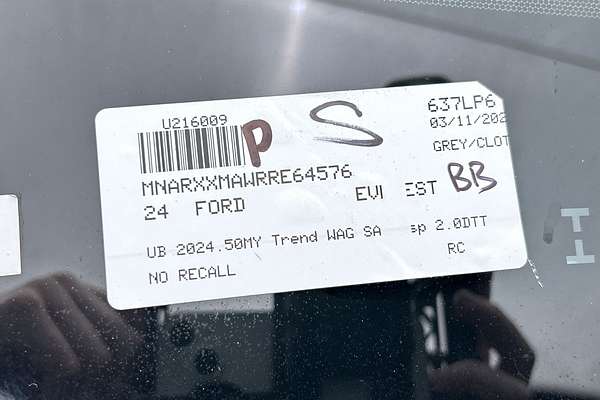 U216009
P
S
637LP6
03/11/202
GREY/CLOT
MNARXXMAWRRE64576
24 FORD
EVI
EST
BB
UB 2024.50MY Trend WAG SA
sp 2.0DTT
NO RECALL
RC